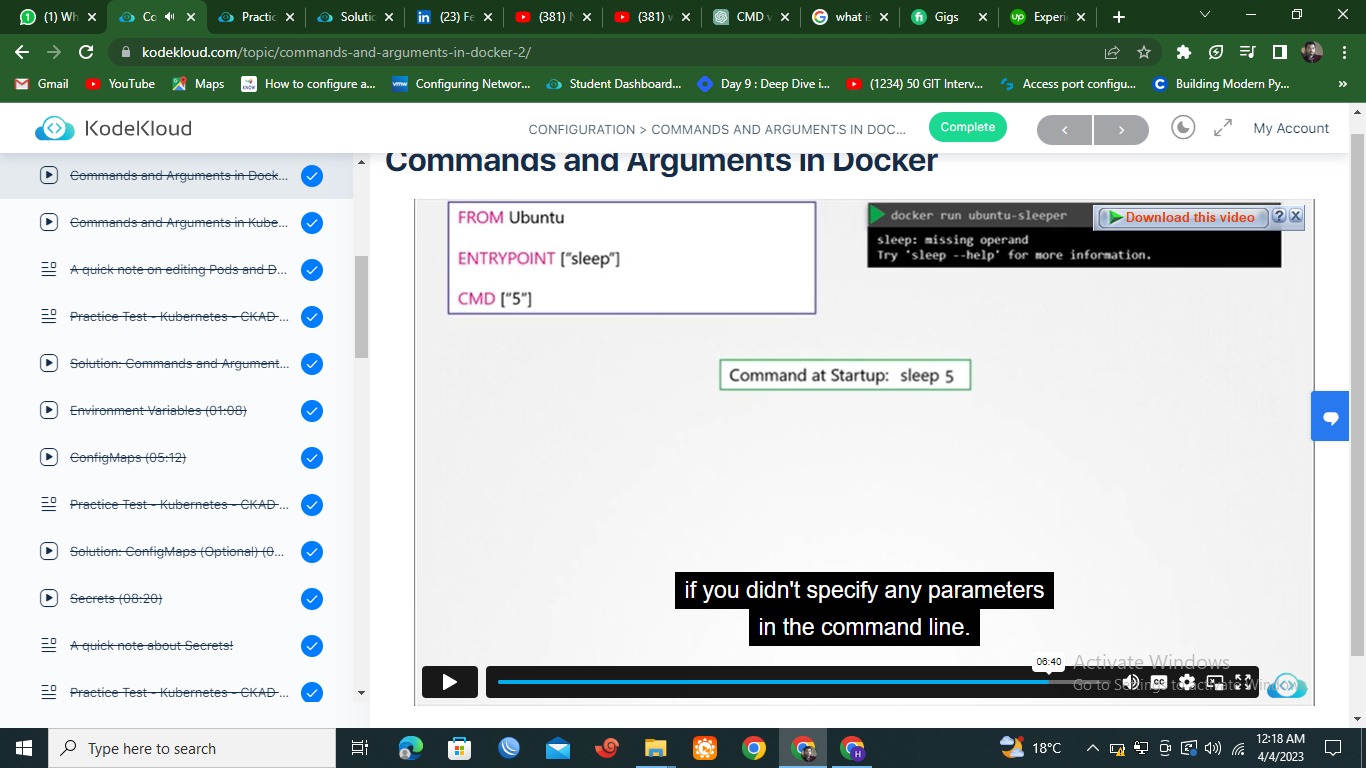 (1) Wh
Co
Practic
Solutic
(23) Fe
(381) N
(381) v
CMD v
what is
Gigs
Experi
kodekloud.com/topic/commands-and-arguments-in-docker-2/
Gmail
YouTube
Maps
How to configure a...
Configuring Networ...
Student Dashboard...
Day 9 : Deep Dive i...
(1234) 50 GIT Interv...
Access port configu...
Building Modern Py...
KodeKloud
CONFIGURATION > COMMANDS AND ARGUMENTS IN DOC...
Complete
My Account
Commands and Arguments in Dock...
Commands and Arguments in Kube...
A quick note on editing Pods and D...
Practice Test - Kubernetes - CKAD ...
Solution: Commands and Argument...
Environment Variables (01:08)
ConfigMaps (05:12)
Practice Test - Kubernetes - CKAD ...
Solution: ConfigMaps (Optional) (0...
Secrets (08:20)
A quick note about Secrets!
Practice Test - Kubernetes - CKAD ...
Commands and Arguments in Docker
FROM Ubuntu
ENTRYPOINT ["sleep"]
CMD ["5"]
docker run ubuntu-sleeper
Download this video
sleep: missing operand
Try 'sleep --help' for more information.
Command at Startup: sleep 5
if you didn't specify any parameters
in the command line.
06:40
Activate Windows
Go to Settings to activate Windows.
CC
Type here to search
18°C
12:18 AM
4/4/2023